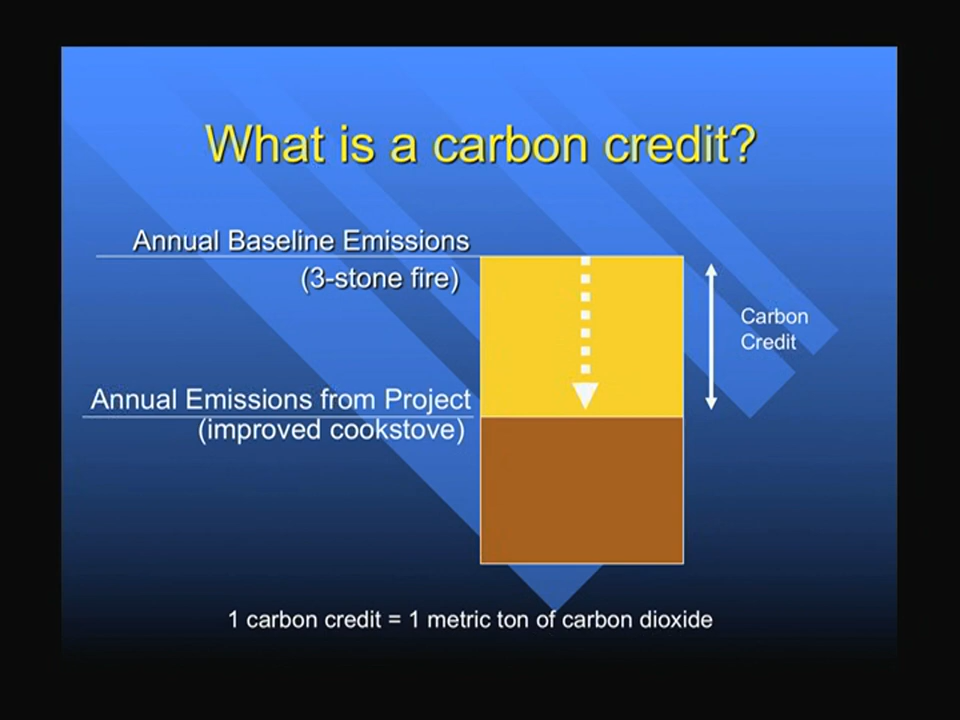 What is a carbon credit?
Annual Baseline Emissions
(3-stone fire)
Carbon
Credit
Annual Emissions from Project
(improved cookstove)
1 carbon credit = 1 metric ton of carbon dioxide